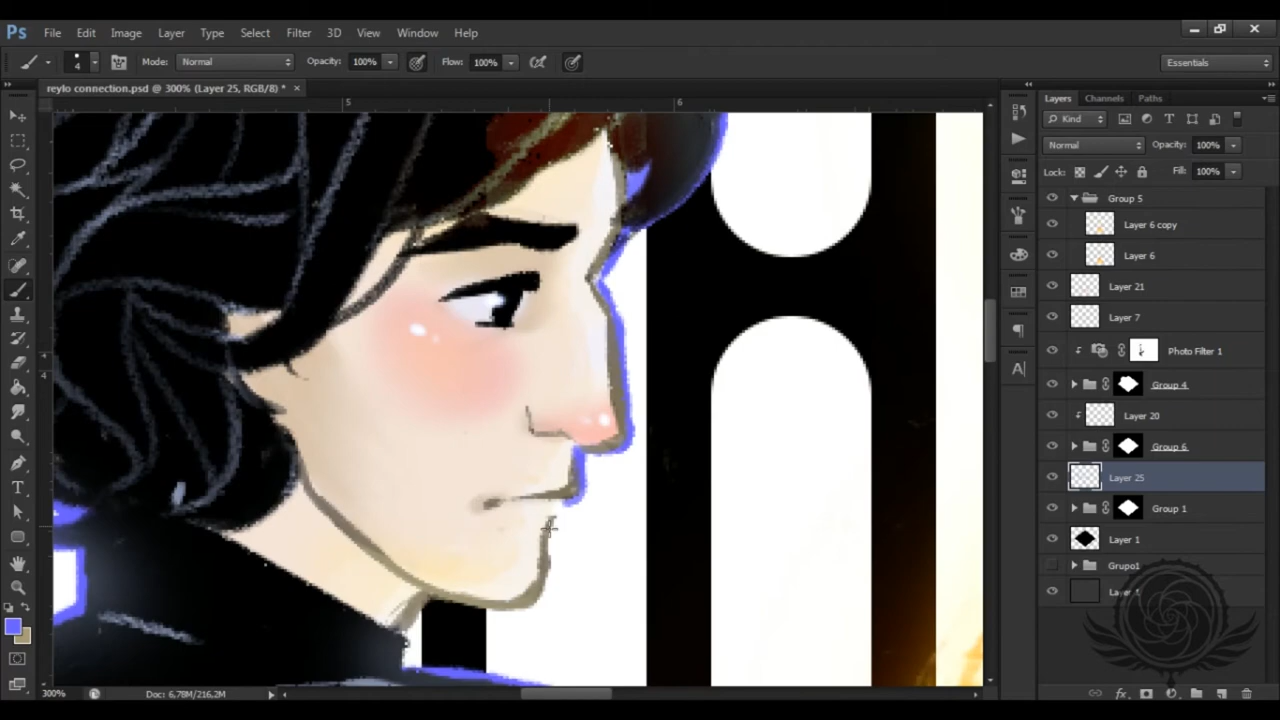 Ps File Edit Image Layer Type Select Filter 3D View Window Help
4 Mode: Normal Opacity: 100% Flow: 100% Essentials
reylo connection.psd @ 300% (Layer 25, RGB/8) * ×
5 6
Layers Channels Paths
Kind
Normal Opacity: 100%
Lock: Fill: 100%
Group 5
Layer 6 copy
Layer 6
Layer 21
Layer 7
Photo Filter 1
Group 4
Layer 20
Group 6
Layer 25
Group 1
Layer 1
Grupo1
300% Doc: 6,78M/216,2M